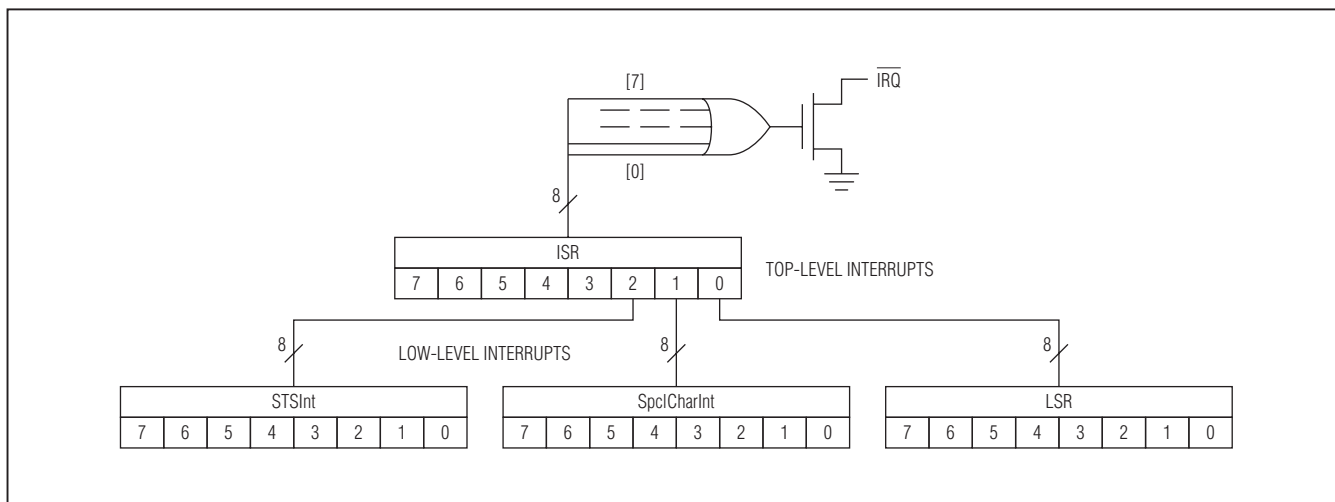 [7]
IRQ
[0]
8
ISR
7 6 5 4 3 2 1 0
TOP-LEVEL INTERRUPTS
8
LOW-LEVEL INTERRUPTS
8
8
STSInt
7 6 5 4 3 2 1 0
SpclCharInt
7 6 5 4 3 2 1 0
LSR
7 6 5 4 3 2 1 0